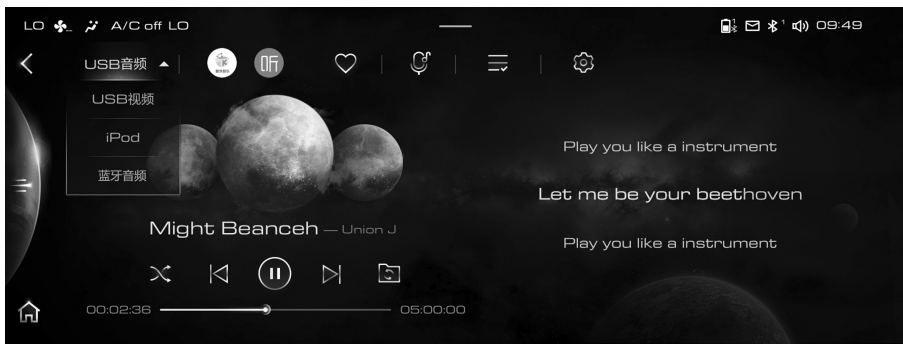 LO A/C off LO 1 1 09:49
USB音频 听
USB视频
iPod
蓝牙音频
Might Beanceh — Union J
00:02:36 05:00:00
Play you like a instrument
Let me be your beethoven
Play you like a instrument